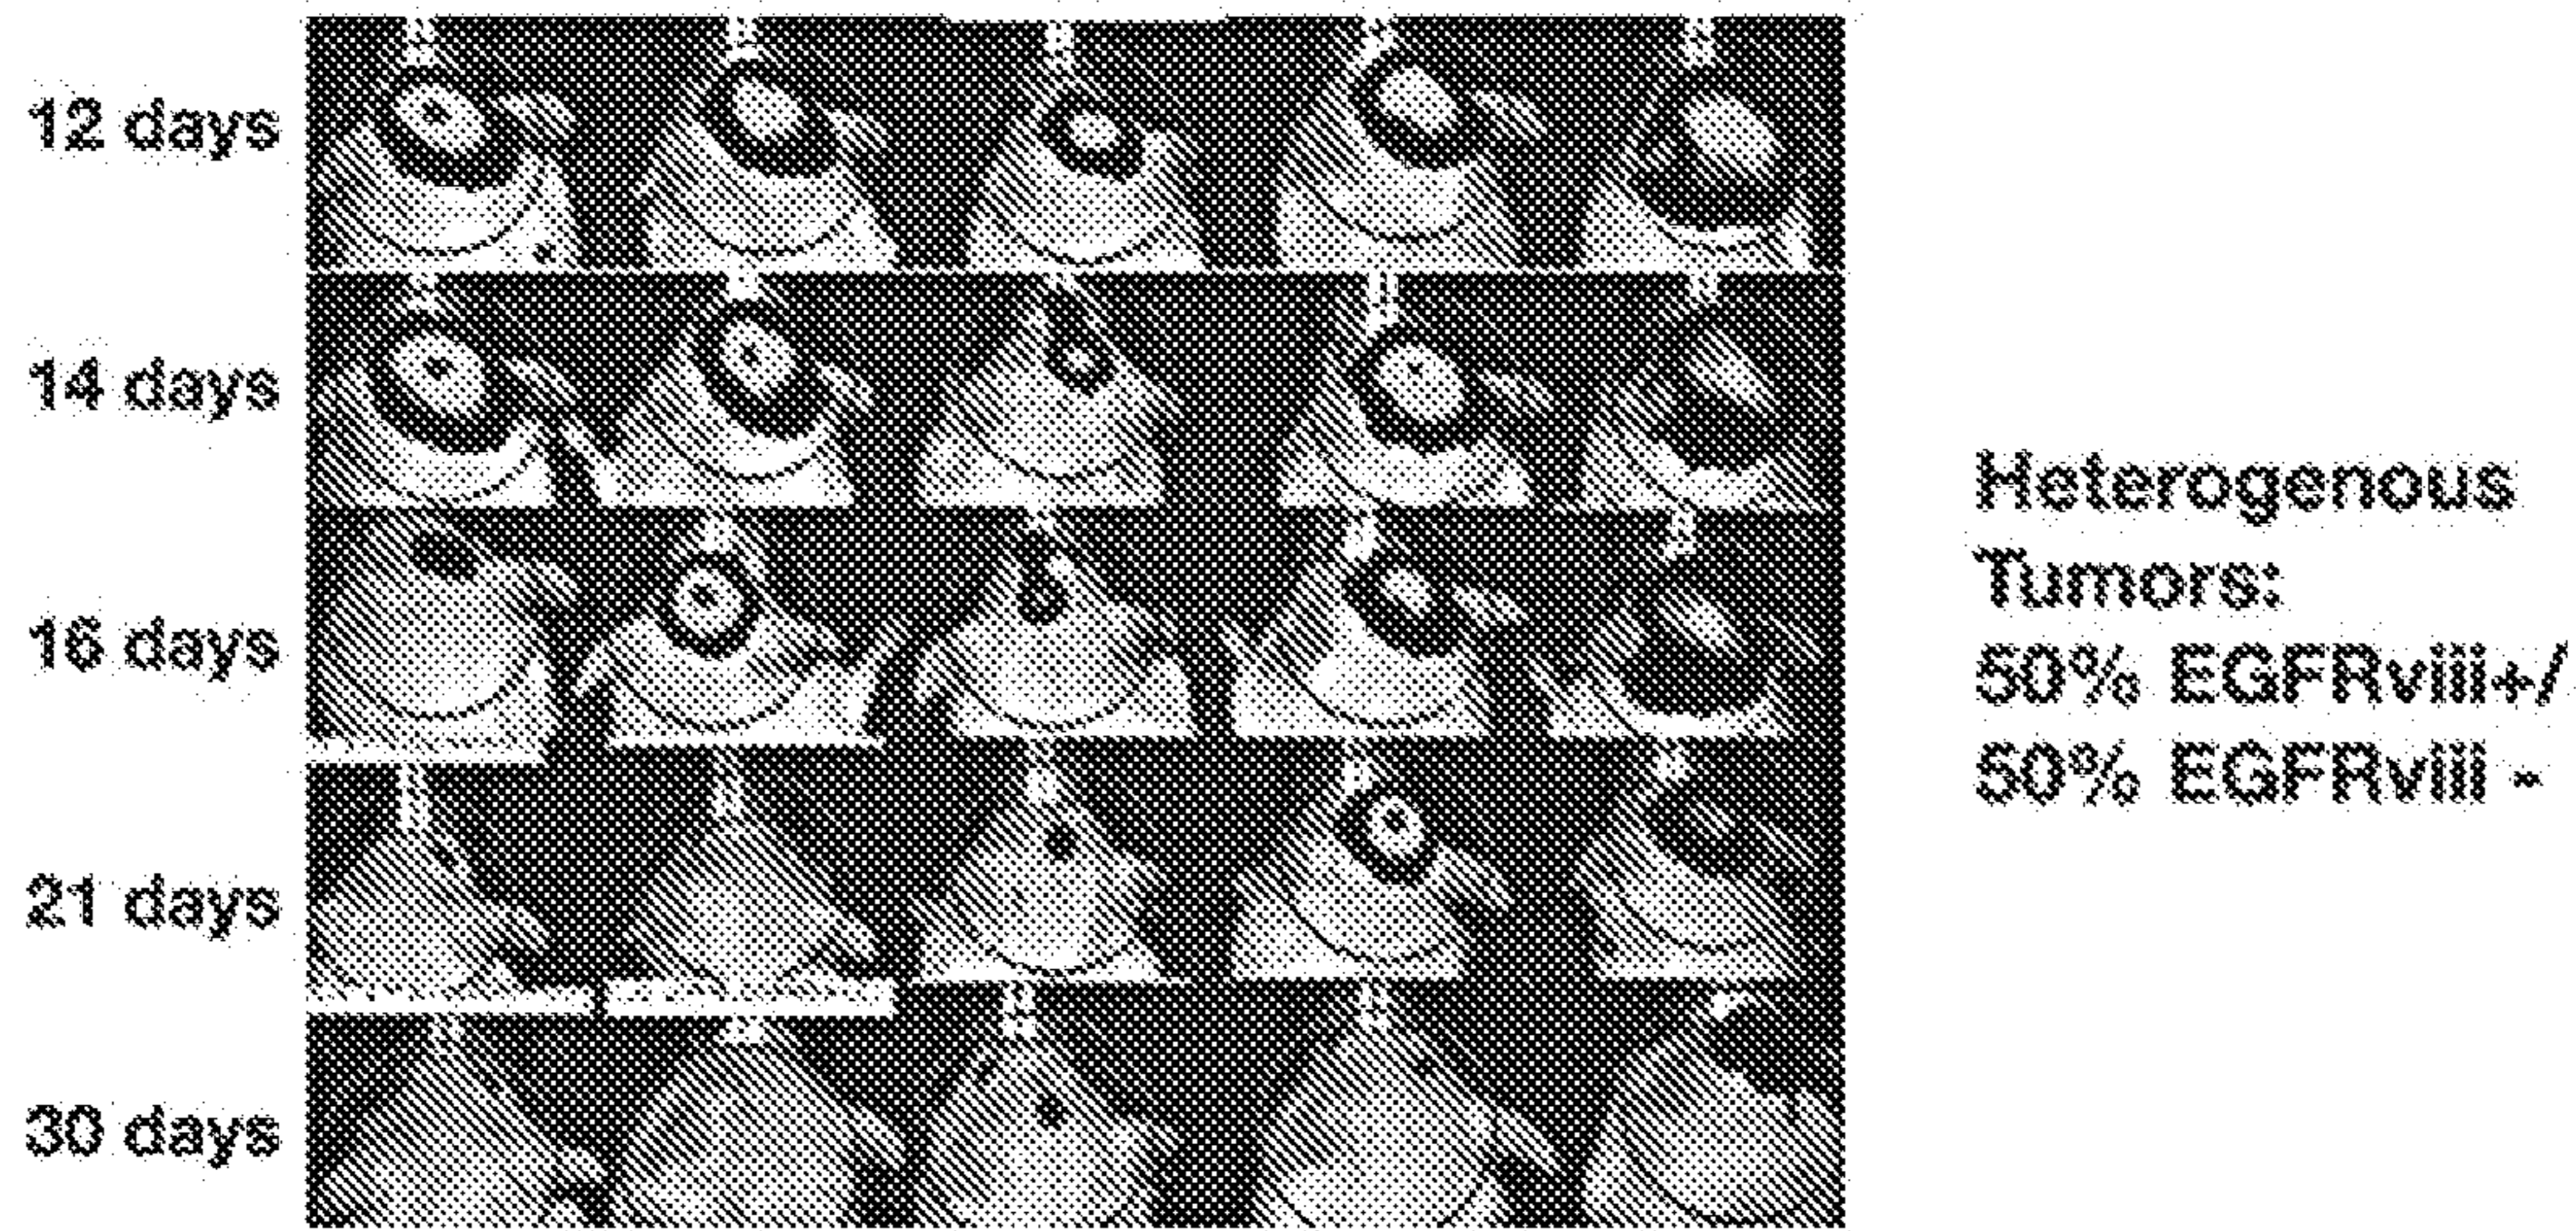 12 days
14 days
16 days
21 days
30 days
Heterogenous
Tumors:
50% EGFRviii+/
50% EGFRviii -